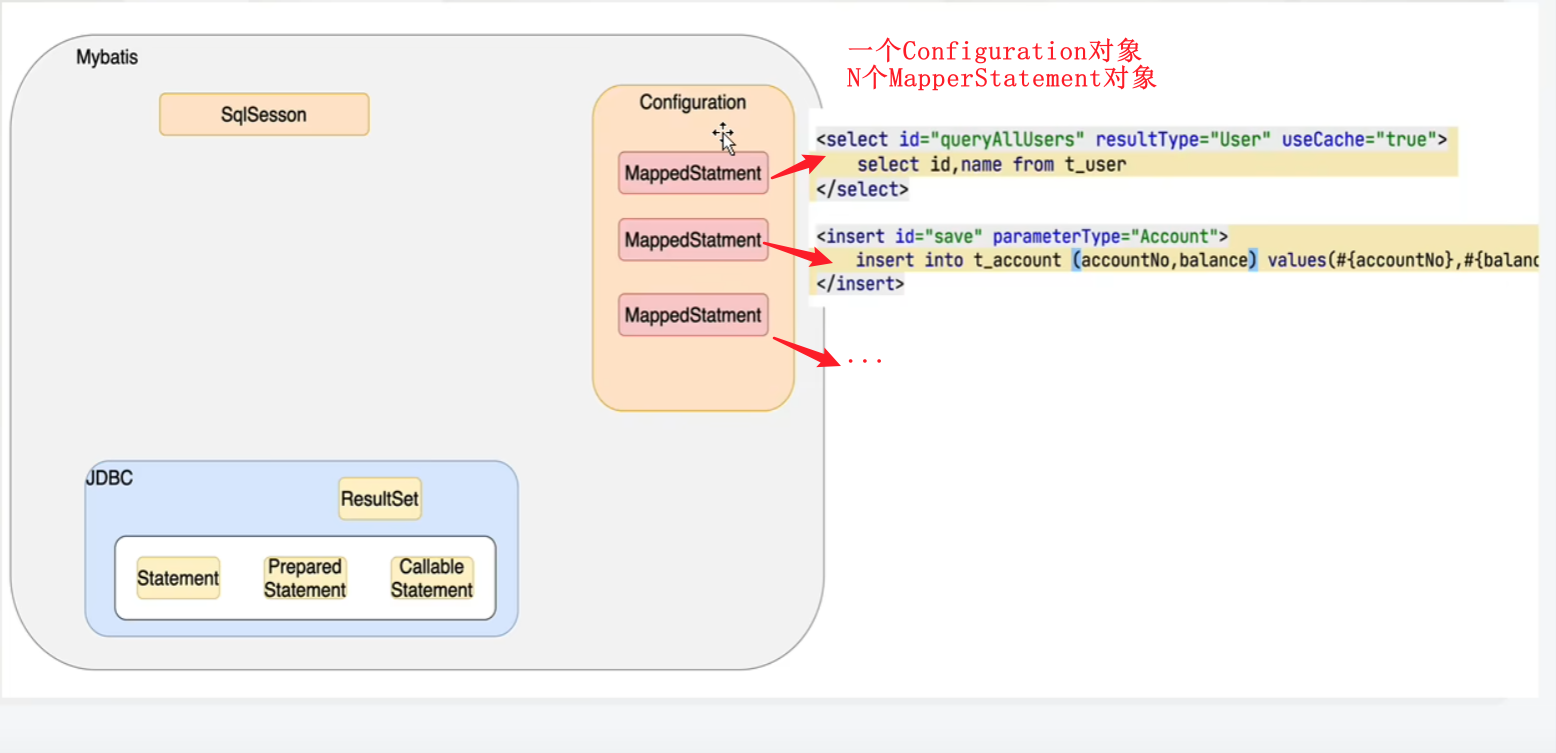 Mybatis
SqlSesson
Configuration
MappedStatment
MappedStatment
MappedStatment
一个Configuration对象
N个MapperStatement对象
<select id="queryAllUsers" resultType="User" useCache="true">
select id,name from t_user
</select>
<insert id="save" parameterType="Account">
insert into t_account (accountNo,balance) values(#{accountNo},#{balanc
</insert>
...
JDBC
ResultSet
Statement
Prepared
Statement
Callable
Statement